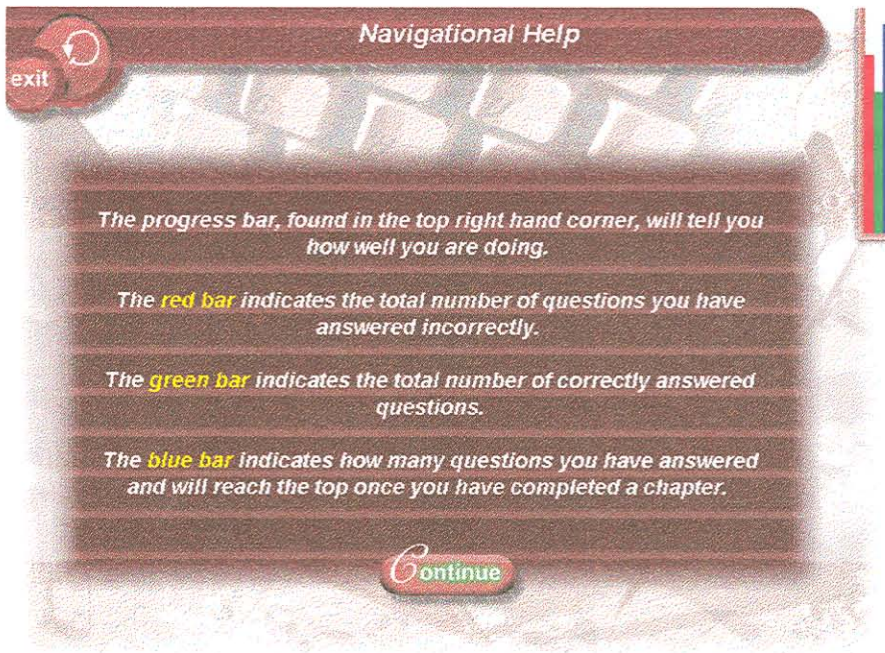 Navigational Help
exit
The progress bar, found in the top right hand corner, will tell you
how well you are doing.
The red bar indicates the total number of questions you have
answered incorrectly.
The green bar indicates the total number of correctly answered
questions.
The blue bar indicates how many questions you have answered
and will reach the top once you have completed a chapter.
Continue